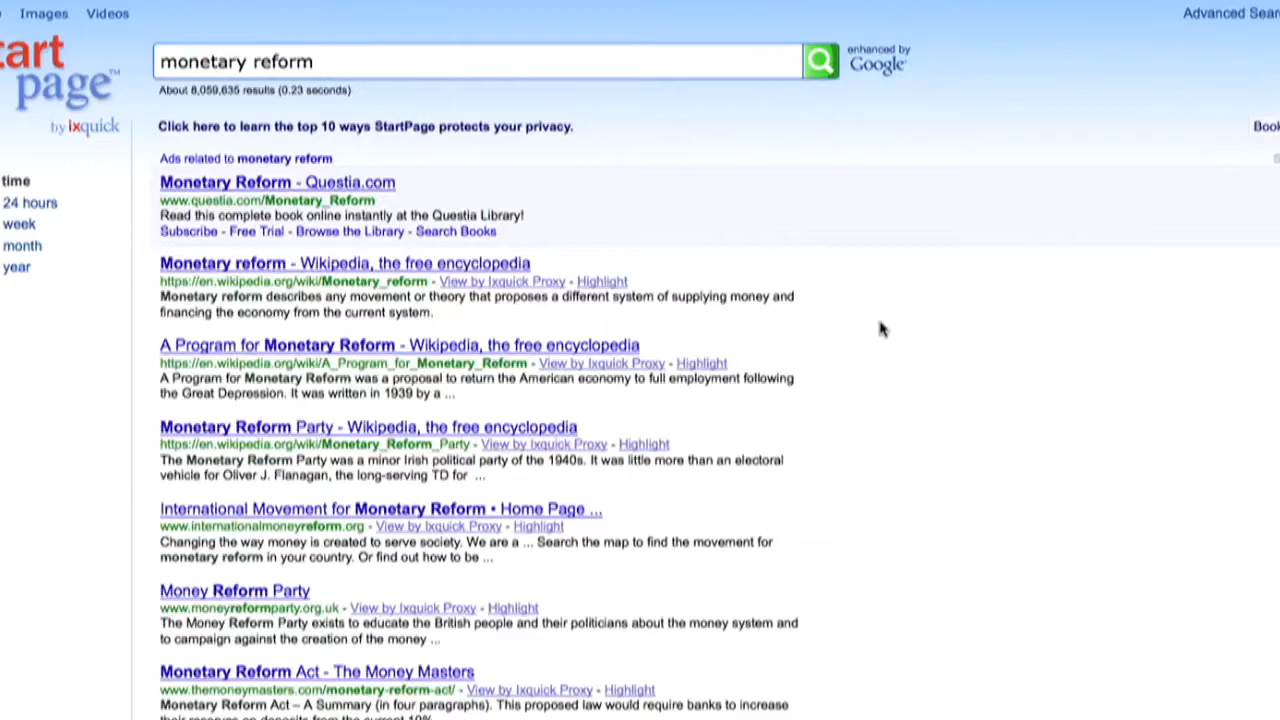 Images Videos Advanced Sear
tart
page™
by ixquick
monetary reform
enhanced by
Google
About 8,059,635 results (0.23 seconds)
Click here to learn the top 10 ways StartPage protects your privacy.
Book
Ads related to monetary reform
time
24 hours
week
month
year
Monetary Reform - Questia.com
www.questia.com/Monetary_Reform
Read this complete book online instantly at the Questia Library!
Subscribe - Free Trial - Browse the Library - Search Books
Monetary reform - Wikipedia, the free encyclopedia
https://en.wikipedia.org/wiki/Monetary_reform - View by Ixquick Proxy - Highlight
Monetary reform describes any movement or theory that proposes a different system of supplying money and
financing the economy from the current system.
A Program for Monetary Reform - Wikipedia, the free encyclopedia
https://en.wikipedia.org/wiki/A_Program_for_Monetary_Reform - View by Ixquick Proxy - Highlight
A Program for Monetary Reform was a proposal to return the American economy to full employment following
the Great Depression. It was written in 1939 by a ...
Monetary Reform Party - Wikipedia, the free encyclopedia
https://en.wikipedia.org/wiki/Monetary_Reform_Party - View by Ixquick Proxy - Highlight
The Monetary Reform Party was a minor Irish political party of the 1940s. It was little more than an electoral
vehicle for Oliver J. Flanagan, the long-serving TD for ...
International Movement for Monetary Reform • Home Page ...
www.internationalmoneyreform.org - View by Ixquick Proxy - Highlight
Changing the way money is created to serve society. We are a ... Search the map to find the movement for
monetary reform in your country. Or find out how to be ...
Money Reform Party
www.moneyreformparty.org.uk - View by Ixquick Proxy - Highlight
The Money Reform Party exists to educate the British people and their politicians about the money system and
to campaign against the creation of the money ...
Monetary Reform Act - The Money Masters
www.themoneymasters.com/monetary-reform-act/ - View by Ixquick Proxy - Highlight
Monetary Reform Act – A Summary (in four paragraphs). This proposed law would require banks to increase
their reserves on deposits from the current 10%